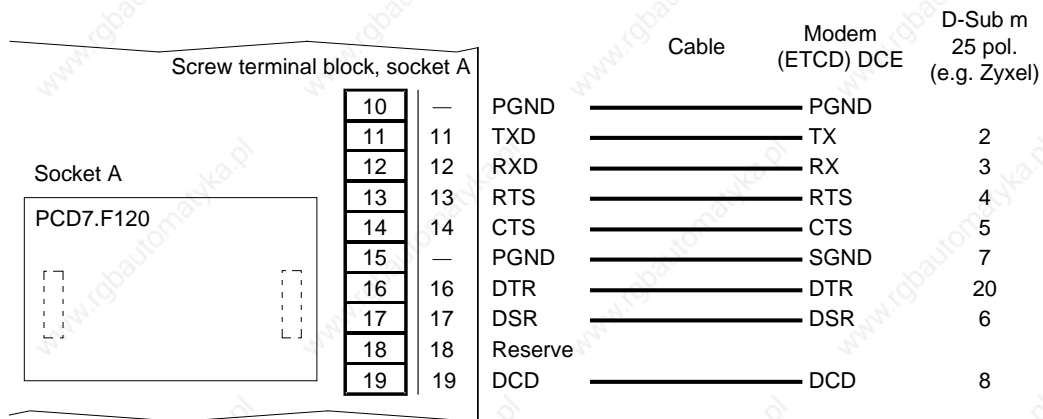 D-Sub m
25 pol.
(e.g. Zyxel)
Modem
(ETCD) DCE
Cable
Screw terminal block, socket A
10 — PGND PGND
11 11 TXD TX 2
12 12 RXD RX 3
13 13 RTS RTS 4
14 14 CTS CTS 5
15 — PGND SGND 7
16 16 DTR DTR 20
17 17 DSR DSR 6
18 18 Reserve
19 19 DCD DCD 8
Socket A
PCD7.F120
www.rgbautomatyka.pl